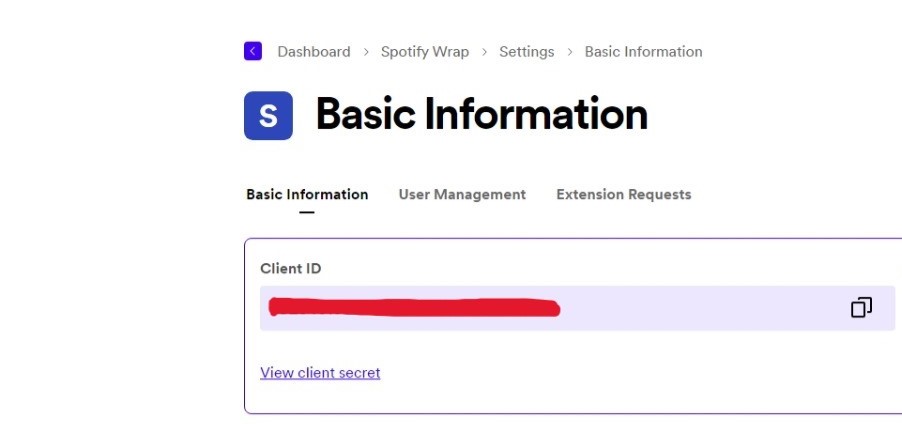 Dashboard > Spotify Wrap > Settings > Basic Information
S Basic Information
Basic Information User Management Extension Requests
Client ID
View client secret